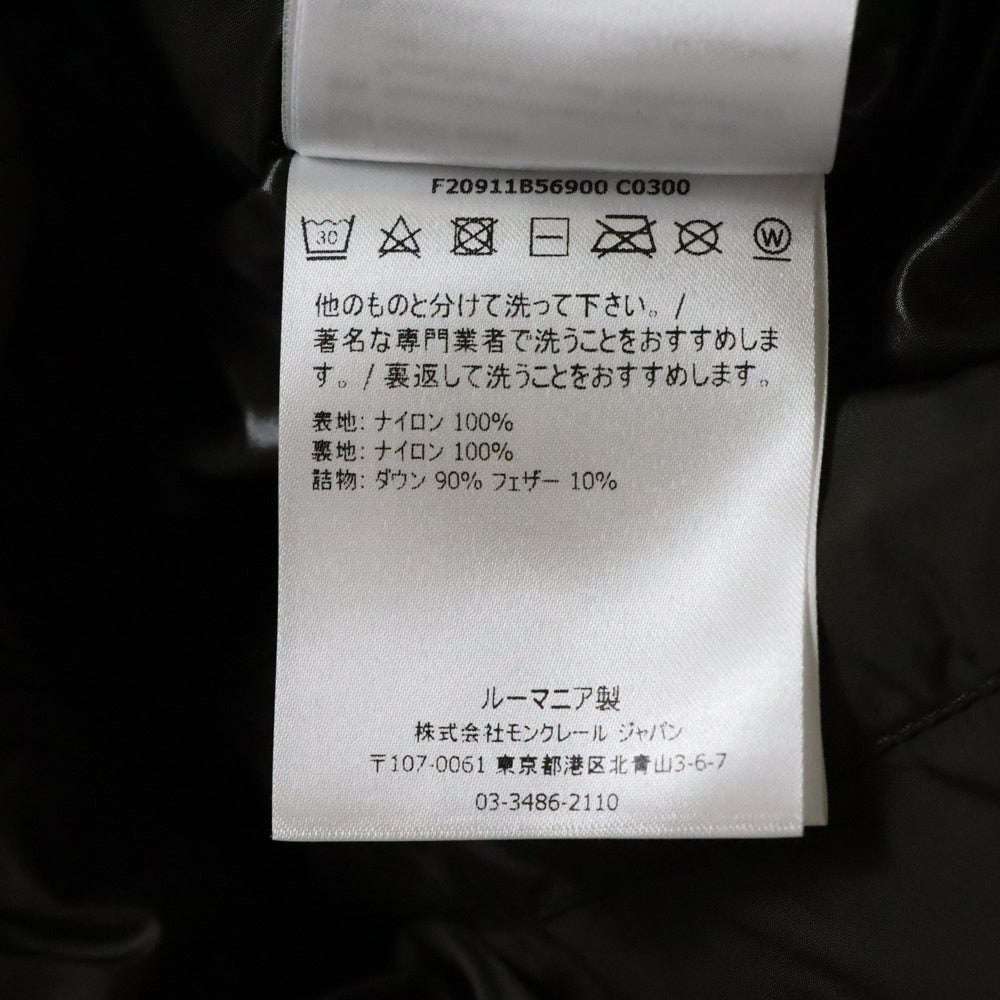 F20911B56900 C0300
30
W
他のものと分けて洗って下さい。/
著名な専門業者で洗うことをおすすめしま
す。/ 裏返して洗うことをおすすめします。
表地: ナイロン 100%
裏地: ナイロン 100%
詰物: ダウン 90% フェザー 10%
ルーマニア製
株式会社モンクレール ジャパン
〒107-0061 東京都港区北青山3-6-7
03-3486-2110